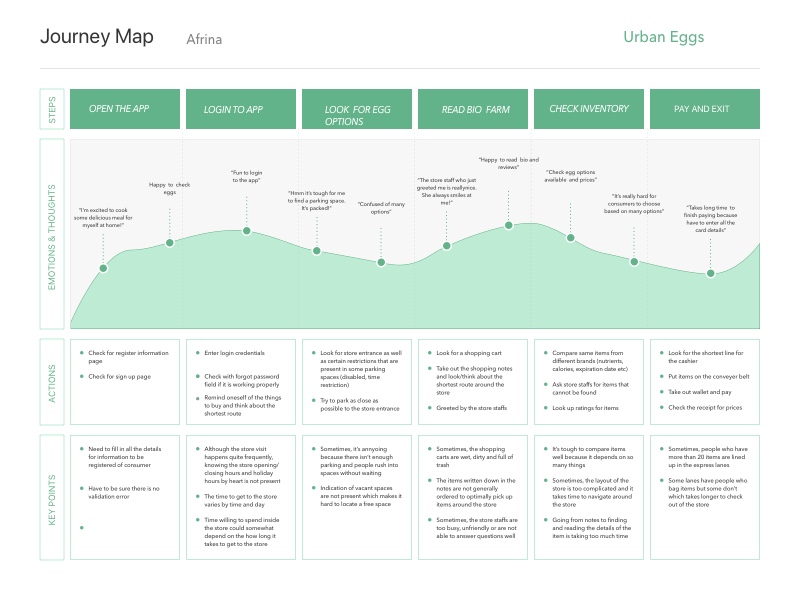 Journey Map
Afrina
Urban Eggs
STEPS
OPEN THE APP
LOGIN TO APP
LOOK FOR EGG
OPTIONS
READ BIO FARM
CHECK INVENTORY
PAY AND EXIT
EMOTIONS & THOUGHTS
"I'm excited to cook
some delicious meal for
myself at home!"
Happy to check
eggs
"Fun to login
to the app"
"Hmm it's tough for me
to find a parking space.
It's packed!"
"Confused of many
options"
"The store staff who just
greeted me is reallynice.
She always smiles at
me!"
"Happy to read bio and
reviews"
"Check egg options
available and prices"
"It's really hard for
consumers to choose
based on many options"
"Takes long time to
finish paying because
have to enter all the
card details"
ACTIONS
Check for register information
page
Check for sign up page
Enter login credentials
Check with forgot password
field if it is working properly
Remind oneself of the things
to buy and think about the
shortest route
Look for store entrance as well
as certain restrictions that are
present in some parking
spaces (disabled, time
restriction)
Try to park as close as
possible to the store entrance
Look for a shopping cart
Take out the shopping notes
and look/think about the
shortest route around the
store
Greeted by the store staffs
Compare same items from
different brands (nutrients,
calories, expiration date etc)
Ask store staffs for items that
cannot be found
Look up ratings for items
Look for the shortest line for
the cashier
Put items on the conveyer belt
Take out wallet and pay
Check the receipt for prices
KEY POINTS
Need to fill in all the details
for information to be
registered of consumer
Have to be sure there is no
validation error
Although the store visit
happens quite frequently,
knowing the store opening/
closing hours and holiday
hours by heart is not present
The time to get to the store
varies by time and day
Time willing to spend inside
the store could somewhat
depend on the how long it
takes to get to the store
Sometimes, it's annoying
because there isn't enough
parking and people rush into
spaces without waiting
Indication of vacant spaces
are not present which makes it
hard to locate a free space
Sometimes, the shopping
carts are wet, dirty and full of
trash
The items written down in the
notes are not generally
ordered to optimally pick up
items around the store
Sometimes, the store staffs are
too busy, unfriendly or are not
able to answer questions well
It's tough to compare items
well because it depends on so
many things
Sometimes, the layout of the
store is too complicated and it
takes time to navigate around
the store
Going from notes to finding
and reading the details of the
item is taking too much time
Sometimes, people who have
more than 20 items are lined
up in the express lanes
Some lanes have people who
bag items but some don't
which takes longer to check
out of the store